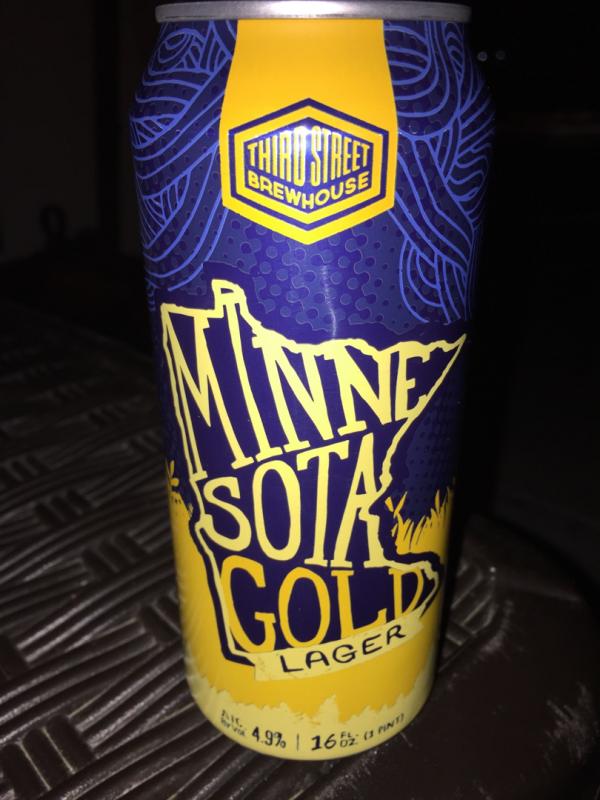 THIRD STREET
BREWHOUSE
MINNE
SOTA
GOLD
LAGER
ALC. BY VOL 4.9% | 16 FL. OZ. (1 PINT)